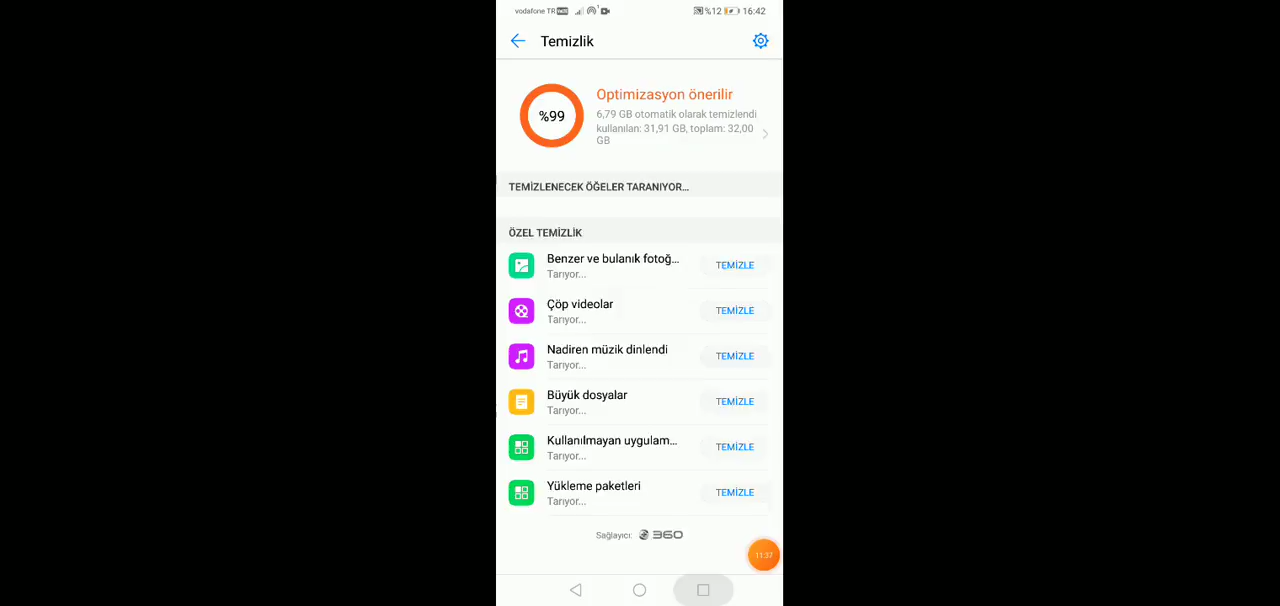 vodafone TR
%12 16:42
Temizlik
%99
Optimizasyon önerilir
6,79 GB otomatik olarak temizlendi
kullanılan: 31,91 GB, toplam: 32,00
GB
TEMİZLENECEK ÖĞELER TARANIYOR...
ÖZEL TEMİZLİK
Benzer ve bulanık fotoğ...
Tarıyor...
TEMİZLE
Çöp videolar
Tarıyor...
TEMİZLE
Nadiren müzik dinlendi
Tarıyor...
TEMİZLE
Büyük dosyalar
Tarıyor...
TEMİZLE
Kullanılmayan uygulam...
Tarıyor...
TEMİZLE
Yükleme paketleri
Tarıyor...
TEMİZLE
Sağlayıcı: 360
11:37